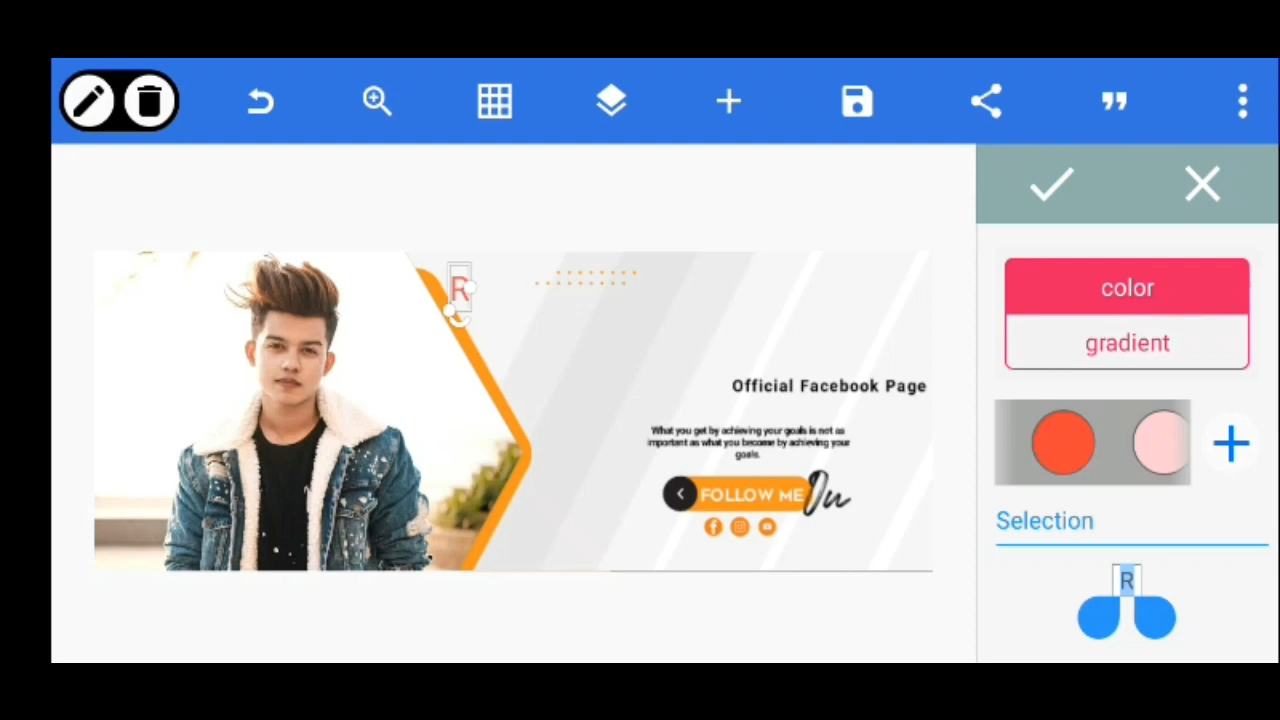 color
gradient
R
Official Facebook Page
What you get by achieving your goals is not as
important as what you become by achieving your
goals.
FOLLOW ME On
Selection
R